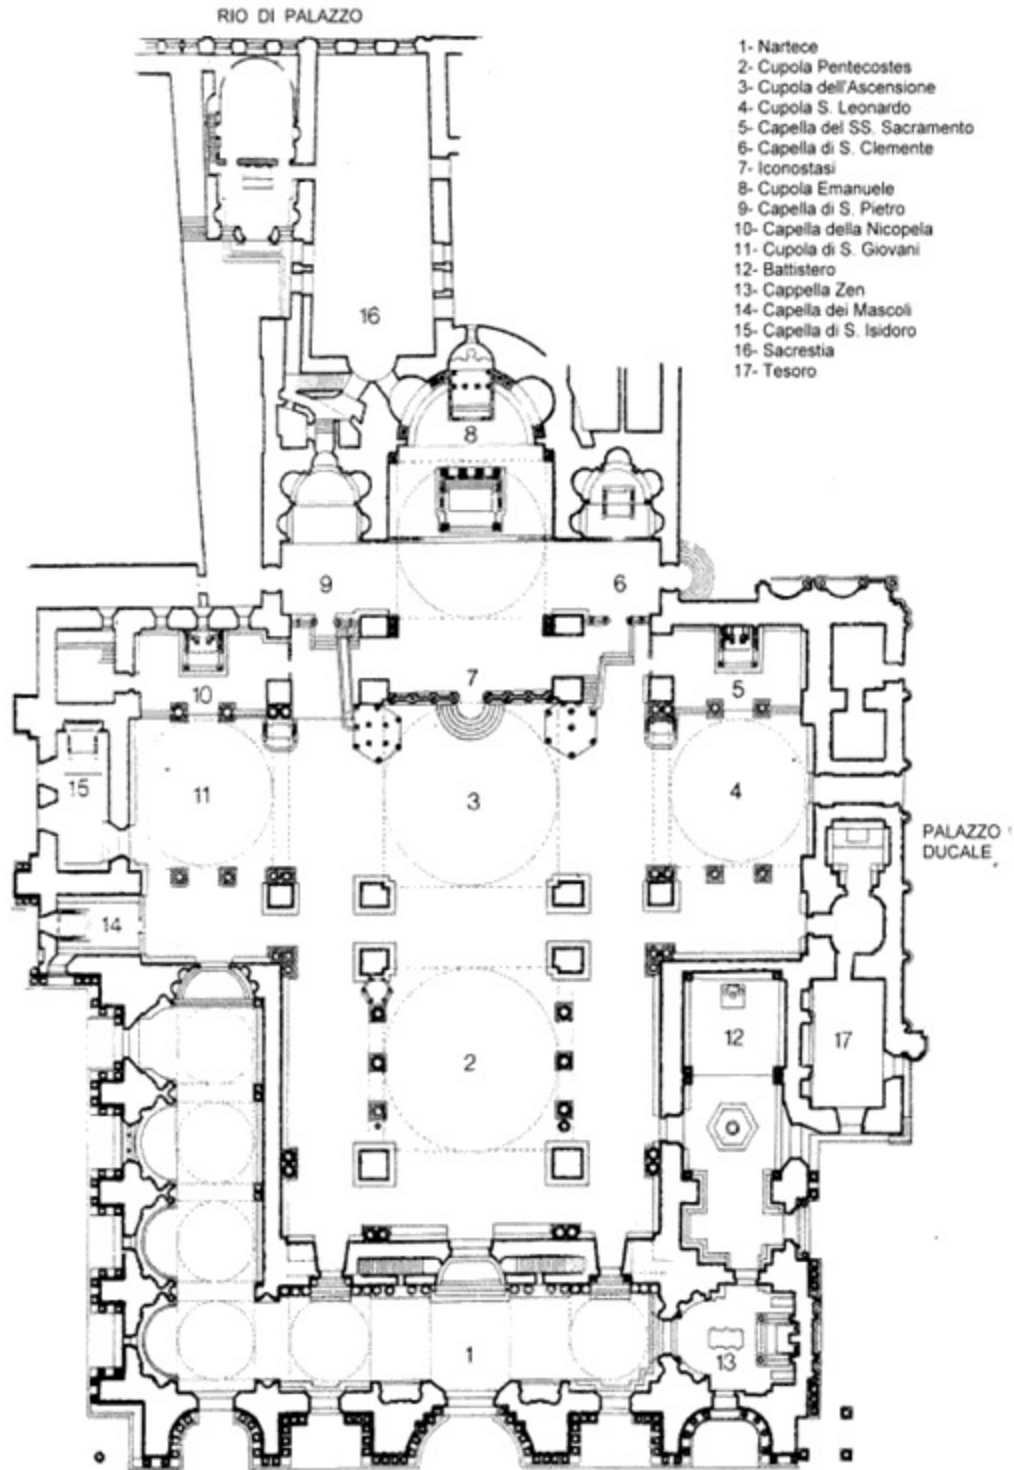 RIO DI PALAZZO
1- Nartece
2- Cupola Pentecostes
3- Cupola dell'Ascensione
4- Cupola S. Leonardo
5- Capella del SS. Sacramento
6- Capella di S. Clemente
7- Iconostasi
8- Cupola Emanuele
9- Capella di S. Pietro
10- Capella della Nicopela
11- Cupola di S. Giovani
12- Battistero
13- Cappella Zen
14- Capella dei Mascoli
15- Capella di S. Isidoro
16- Sacrestia
17- Tesoro
16
8
9
6
7
10
5
15
11
3
4
PALAZZO
DUCALE
14
2
12
17
1
13